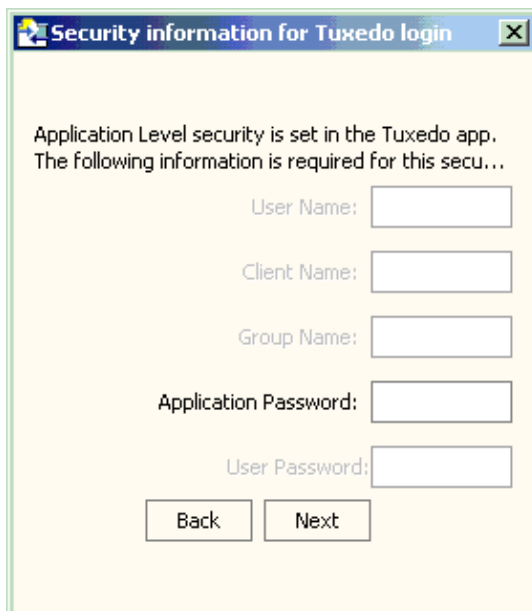 Security information for Tuxedo login
Application Level security is set in the Tuxedo app.
The following information is required for this secu...
User Name:
Client Name:
Group Name:
Application Password:
User Password:
Back Next